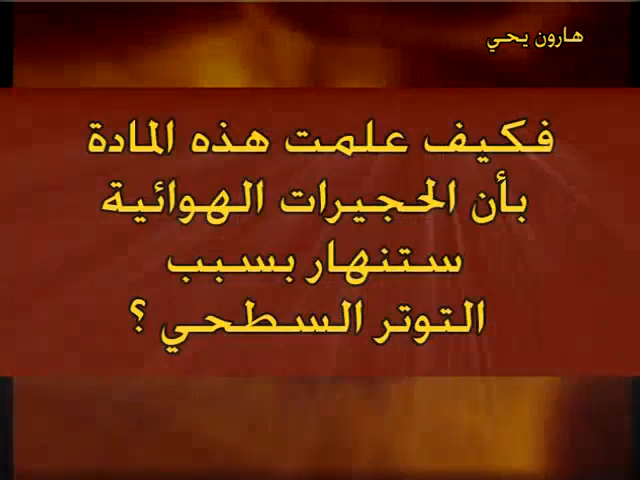 هارون يحي
فكيف علمت هذه المادة
بأن الحجيرات الهوائية
ستنهار بسبب
التوتر السطحي ؟